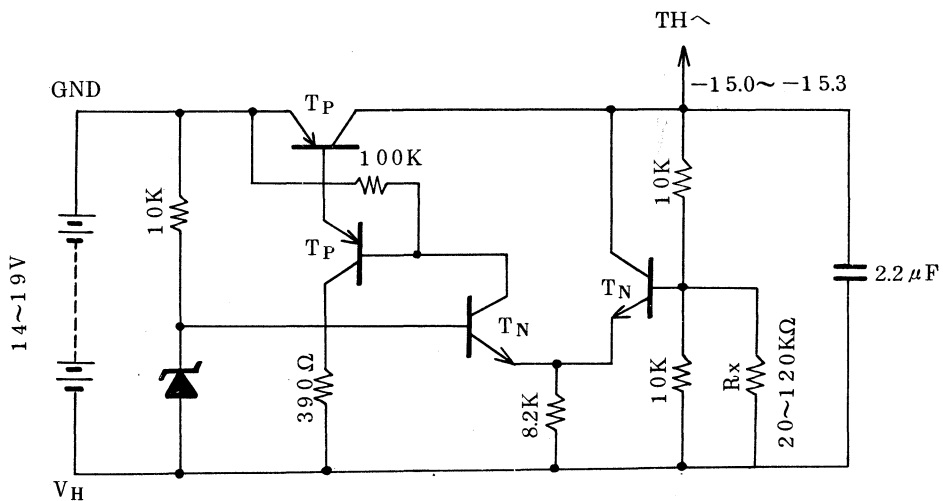 THへ
-15.0～-15.3
GND
TP
100K
10K
10K
TP
14～19V
TN
2.2μF
TN
390Ω
8.2K
10K
Rx
20～120KΩ
VH